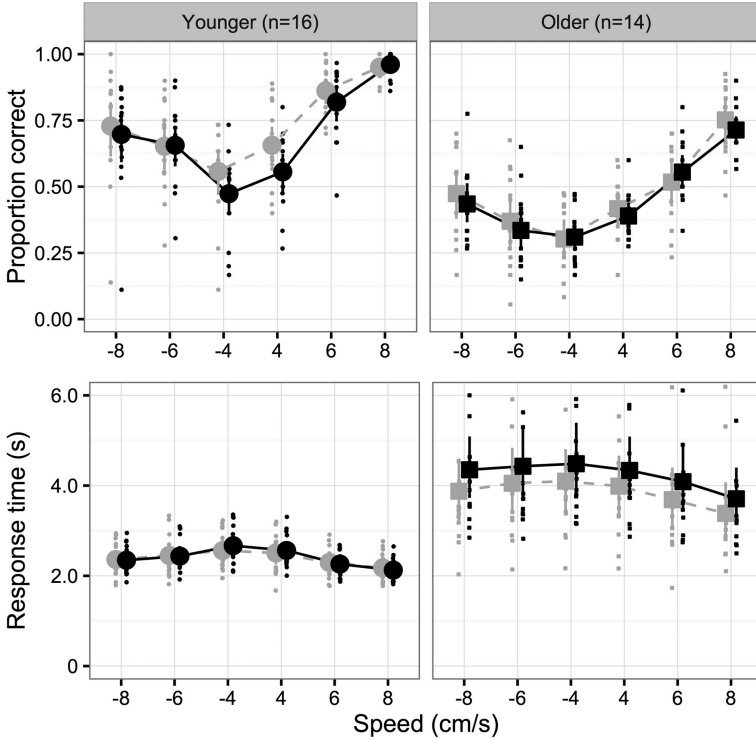 Younger (n=16)
Older (n=14)
Proportion correct
1.00
0.75
0.50
0.25
0.00
-8 -6 -4 4 6 8
-8 -6 -4 4 6 8
Response time (s)
6.0
4.0
2.0
0
-8 -6 -4 4 6 8
-8 -6 -4 4 6 8
Speed (cm/s)